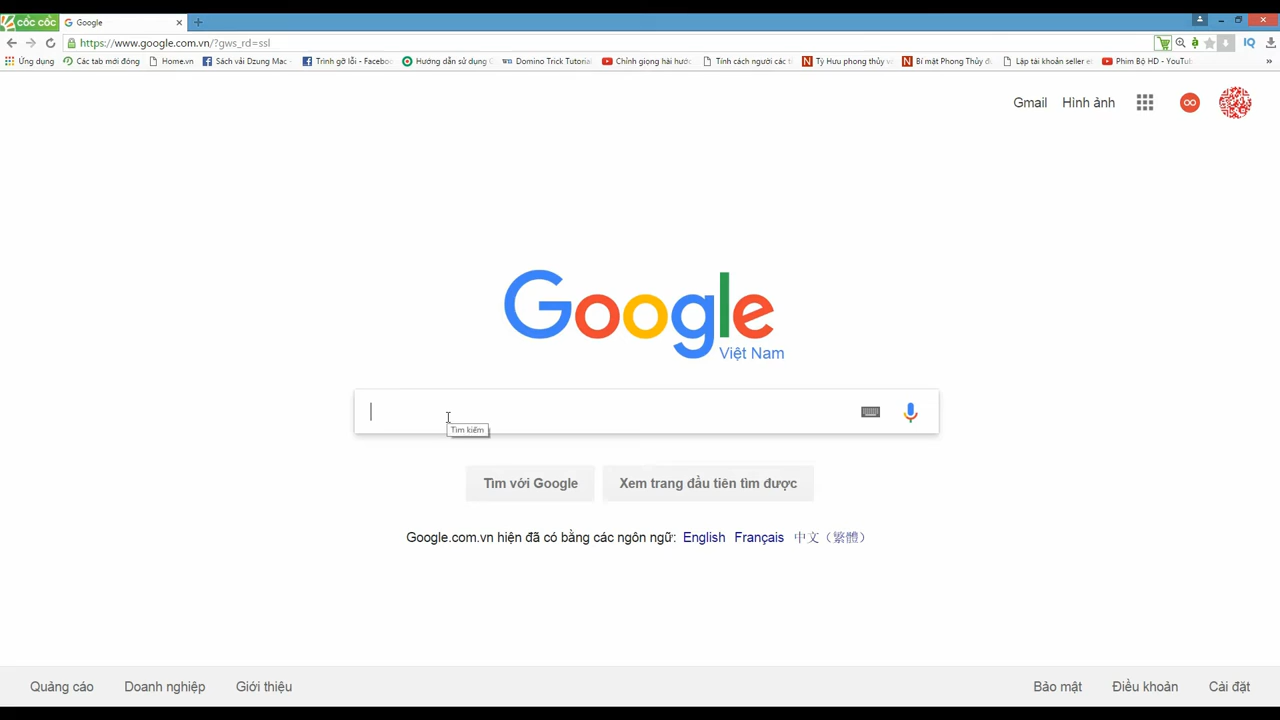 cốc cốc Google
https://www.google.com.vn/?gws_rd=ssl
Ứng dụng Các tab mới đóng Home.vn Sách vải Dzung Mac - Trình gỡ lỗi - Faceboo Hướng dẫn sử dụng Domino Trick Tutorial Chỉnh giọng hài hước Tính cách người các Tỳ Hưu phong thủy Bí mật Phong Thủy Lập tài khoản seller Phim Bộ HD - YouTub »
Gmail Hình ảnh
Google
Việt Nam
Tìm kiếm
Tìm với Google Xem trang đầu tiên tìm được
Google.com.vn hiện đã có bằng các ngôn ngữ: English Français 中文（繁體）
Quảng cáo Doanh nghiệp Giới thiệu Bảo mật Điều khoản Cài đặt